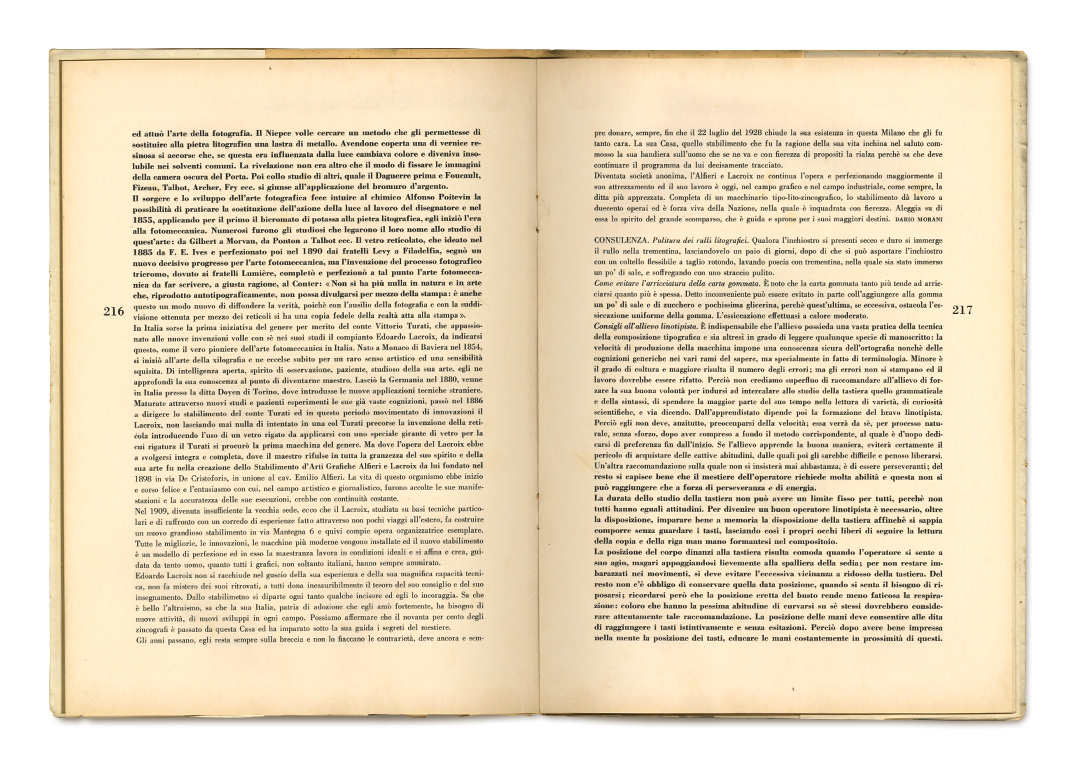 ed attuò l'arte della fotografia. Il Niepce volle cercare un metodo che gli permettesse di
sostituire alla pietra litografica una lastra di metallo. Avendone coperta una di vernice re-
sinosa si accorse che, se questa era influenzata dalla luce cambiava colore e diveniva inso-
lubile nei solventi comuni. La rivelazione non era altro che il modo di fissare le immagini
della camera oscura del Porta. Poi collo studio di altri, quale il Daguerre prima e Foucault,
Fizeau, Talbot, Archer, Fry ecc. si giunse all'applicazione del bromuro d'argento.
Il sorgere e lo sviluppo dell'arte fotografica fece intuire al chimico Alfonso Poitevin la
possibilità di praticare la sostituzione dell'azione della luce al lavoro del disegnatore e nel
1855, applicando per il primo il bicromato di potassa alla pietra litografica, egli iniziò l'era
alla fotomeccanica. Numerosi furono gli studiosi che legarono il loro nome allo studio di
quest'arte: da Gilbert a Morvan, da Ponton a Talbot ecc. Il vetro reticolato, che ideato nel
1885 da F. E. Ives e perfezionato poi nel 1890 dai fratelli Levy a Filadelfia, segnò un
nuovo decisivo progresso per l'arte fotomeccanica, ma l'invenzione del processo fotografico
tricromo, dovuto ai fratelli Lumière, completò e perfezionò a tal punto l'arte fotomecca-
nica da far scrivere, a giusta ragione, al Conter: «Non si ha più nulla in natura e in arte
che, riprodotto autotipograficamente, non possa divulgarsi per mezzo della stampa: è anche
questo un modo nuovo di diffondere la verità, poichè con l'ausilio della fotografia e con la suddi-
visione ottenuta per mezzo dei reticoli si ha una copia fedele della realtà atta alla stampa».
216
In Italia sorse la prima iniziativa del genere per merito del conte Vittorio Turati, che appassio-
nato alle nuove invenzioni volle con sè nei suoi studi il compianto Edoardo Lacroix, da indicarsi
questo, come il vero pioniere dell'arte fotomeccanica in Italia. Nato a Monaco di Baviera nel 1854,
si iniziò all'arte della xilografia e ne eccelse subito per un raro senso artistico ed una sensibilità
squisita. Di intelligenza aperta, spirito di osservazione, paziente, studioso della sua arte, egli ne
approfondì la sua conoscenza al punto di diventarne maestro. Lasciò la Germania nel 1880, venne
in Italia presso la ditta Doyen di Torino, dove introdusse le nuove applicazioni tecniche straniere.
Maturate attraverso nuovi studi e pazienti esperimenti le sue già vaste cognizioni, passò nel 1886
a dirigere lo stabilimento del conte Turati ed in questo periodo movimentato di innovazioni il
Lacroix, non lasciando mai nulla di intentato in una col Turati precorse la invenzione della reti-
cola introducendo l'uso di un vetro rigato da applicarsi con uno speciale girante di vetro per la
cui rigatura il Turati si procurò la prima macchina del genere. Ma dove l'opera del Lacroix ebbe
a svolgersi integra e completa, dove il maestro rifulse in tutta la granzezza del suo spirito e della
sua arte fu nella creazione dello Stabilimento d'Arti Grafiche Alfieri e Lacroix da lui fondato nel
1898 in via De Cristoforis, in unione al cav. Emilio Alfieri. La vita di questo organismo ebbe inizio
e corso felice e l'entusiasmo con cui, nel campo artistico e giornalistico, furono accolte le sue manife-
stazioni e la accuratezza delle sue esecuzioni, crebbe con continuità costante.
Nel 1909, divenuta insufficiente la vecchia sede, ecco che il Lacroix, studiata su basi tecniche partico-
lari e di raffronto con un corredo di esperienze fatto attraverso non pochi viaggi all'estero, fa costruire
un nuovo grandioso stabilimento in via Mantegna 6 e quivi compie opera organizzatrice esemplare.
Tutte le migliorie, le innovazioni, le macchine più moderne vengono installate ed il nuovo stabilimento
è un modello di perfezione ed in esso la maestranza lavora in condizioni ideali e si affina e crea, gui-
data da tanto uomo, quanto tutti i grafici, non soltanto italiani, hanno sempre ammirato.
Edoardo Lacroix non si racchiude nel guscio della sua esperienza e della sua magnifica capacità tecni-
ca, non fa mistero dei suoi ritrovati, a tutti dona inesauribilmente il tesoro del suo consiglio e del suo
insegnamento. Dallo stabilimetno si diparte ogni tanto qualche incisore ed egli lo incoraggia. Sa che
è bello l'altruismo, sa che la sua Italia, patria di adozione che egli amò fortemente, ha bisogno di
nuove attività, di nuovi sviluppi in ogni campo. Possiamo affermare che il novanta per cento degli
zincografi è passato da questa Casa ed ha imparato sotto la sua guida i segreti del mestiere.
Gli anni passano, egli resta sempre sulla breccia e non lo fiaccano le contrarietà, deve ancora e sem-
pre donare, sempre, fin che il 22 luglio del 1928 chiude la sua esistenza in questa Milano che gli fu
tanto cara. La sua Casa, quello stabilimento che fu la ragione della sua vita inchina nel saluto com-
mosso la sua bandiera sull'uomo che se ne va e con fierezza di propositi la rialza perchè sa che deve
continuare il programma da lui decisamente tracciato.
Diventata società anonima, l'Alfieri e Lacroix ne continua l'opera e perfezionando maggiormente il
suo attrezzamento ed il suo lavoro è oggi, nel campo grafico e nel campo industriale, come sempre, la
ditta più apprezzata. Completa di un macchinario tipo-lito-zincografico, lo stabilimento dà lavoro a
duecento operai ed è forza viva della Nazione, nella quale è inquadrata con fierezza. Aleggia su di
essa lo spirito del grande scomparso, che è guida e sprone per i suoi maggiori destini. DARIO MORANI
CONSULENZA. Pulitura dei rulli litografici. Qualora l'inchiostro si presenti secco e duro si immerge
il rullo nella trementina, lasciandovelo un paio di giorni, dopo di che si può asportare l'inchiostro
con un coltello flessibile a taglio rotondo, lavando poscia con trementina, nella quale sia stato immerso
un po' di sale, e soffregando con uno straccio pulito.
Come evitare l'arricciatura della carta gommata. È noto che la carta gommata tanto più tende ad arric-
ciarsi quanto più è spessa. Detto inconveniente può essere evitato in parte coll'aggiungere alla gomma
un po' di sale e di zucchero e pochissima glicerina, perchè quest'ultima, se eccessiva, ostacola l'es-
siccazione uniforme della gomma. L'essicazione effettuasi a calore moderato.
217
Consigli all'allievo linotipista. È indispensabile che l'allievo possieda una vasta pratica della tecnica
della composizione tipografica e sia altresì in grado di leggere qualunque specie di manoscritto: la
velocità di produzione della macchina impone una conoscenza sicura dell'ortografia nonchè delle
cognizioni generiche nei vari rami del sapere, ma specialmente in fatto di terminologia. Minore è
il grado di coltura e maggiore risulta il numero degli errori; ma gli errori non si stampano ed il
lavoro dovrebbe essere rifatto. Perciò non crediamo superfluo di raccomandare all'allievo di for-
zare la sua buona volontà per indursi ad intercalare allo studio della tastiera quello grammaticale
e della sintassi, di spendere la maggior parte del suo tempo nella lettura di varietà, di curiosità
scientifiche, e via dicendo. Dall'apprendistato dipende poi la formazione del bravo linotipista.
Perciò egli non deve, anzitutto, preoccuparsi della velocità; essa verrà da sè, per processo natu-
rale, senza sforzo, dopo aver compreso a fondo il metodo corrispondente, al quale è d'uopo dedi-
carsi di preferenza fin dall'inizio. Se l'allievo apprende la buona maniera, eviterà certamente il
pericolo di acquistare delle cattive abitudini, dalle quali poi gli sarebbe difficile e penoso liberarsi.
Un'altra raccomandazione sulla quale non si insisterà mai abbastanza, è di essere perseveranti; del
resto si capisce bene che il mestiere dell'operatore richiede molta abilità e questa non si
può raggiungere che a forza di perseveranza e di energia.
La durata dello studio della tastiera non può avere un limite fisso per tutti, perchè non
tutti hanno eguali attitudini. Per divenire un buon operatore linotipista è necessario, oltre
la disposizione, imparare bene a memoria la disposizione della tastiera affinchè si sappia
comporre senza guardare i tasti, lasciando così i propri occhi liberi di seguire la lettura
della copia e della riga man mano formantesi nel compositoio.
La posizione del corpo dinanzi alla tastiera risulta comoda quando l'operatore si sente a
suo agio, magari appoggiandosi lievemente alla spalliera della sedia; per non restare im-
barazzati nei movimenti, si deve evitare l'eccessiva vicinanza a ridosso della tastiera. Del
resto non c'è obbligo di conservare quella data posizione, quando si senta il bisogno di ri-
posarsi; ricordarsi però che la posizione eretta del busto rende meno faticosa la respira-
zione: coloro che hanno la pessima abitudine di curvarsi su sè stessi dovrebbero conside-
rare attentamente tale raccomandazione. La posizione delle mani deve consentire alle dita
di raggiungere i tasti istintivamente e senza esitazioni. Perciò dopo avere bene impressa
nella mente la posizione dei tasti, educare le mani costantemente in prossimità di questi.